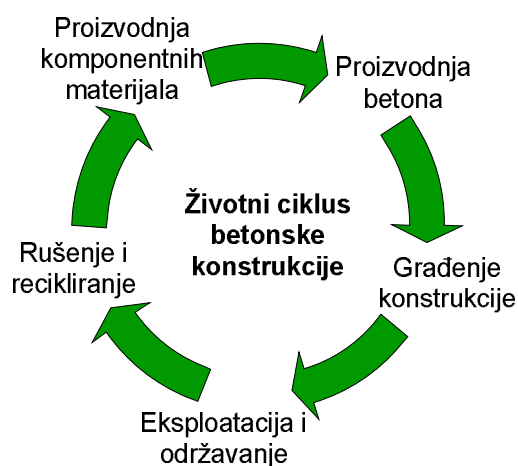 Proizvodnja
komponentnih
materijala
Proizvodnja
betona
Životni ciklus
betonske
konstrukcije
Građenje
konstrukcije
Eksploatacija i
održavanje
Rušenje i
recikliranje